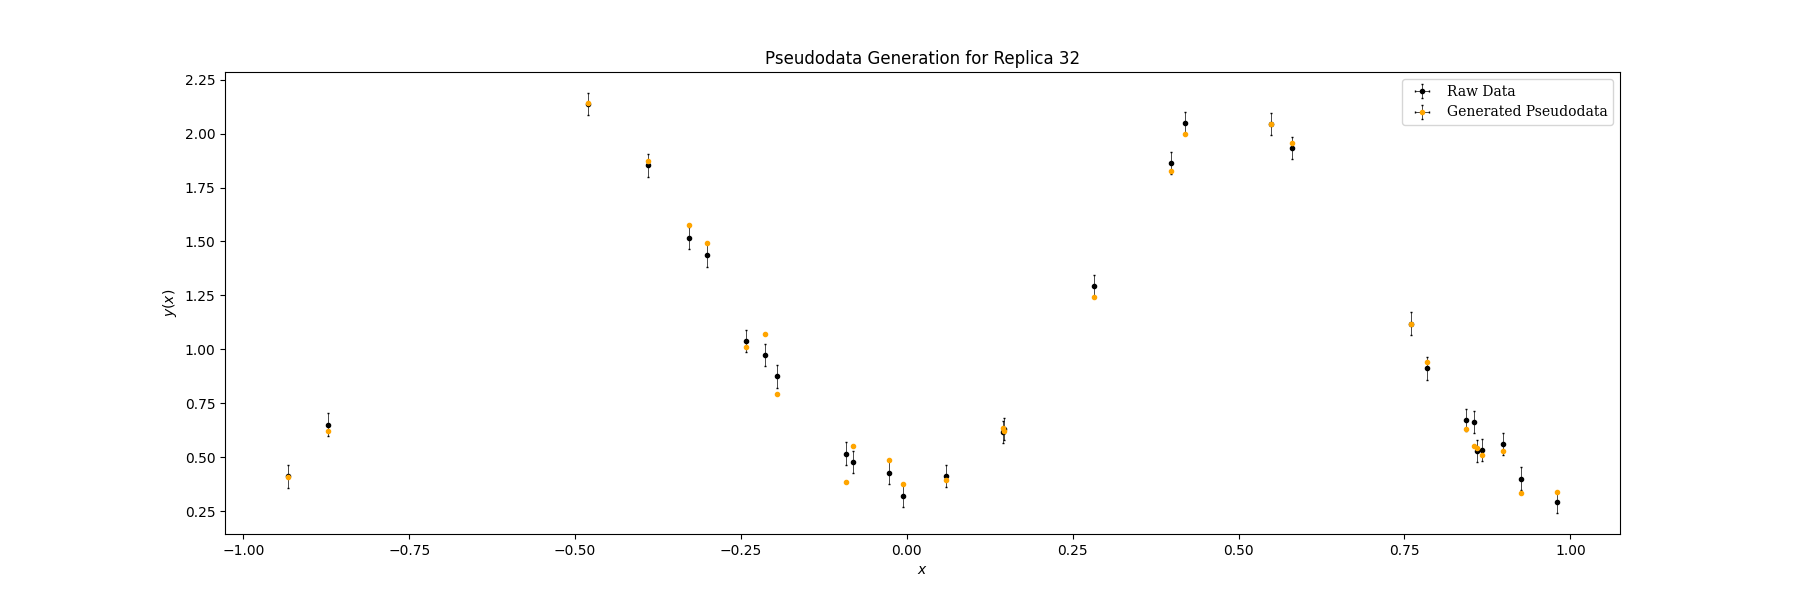 Pseudodata Generation for Replica 32
Raw Data
Generated Pseudodata
2.25
2.00
1.75
1.50
1.25
1.00
0.75
0.50
0.25
y(x)
−1.00 −0.75 −0.50 −0.25 0.00 0.25 0.50 0.75 1.00
x